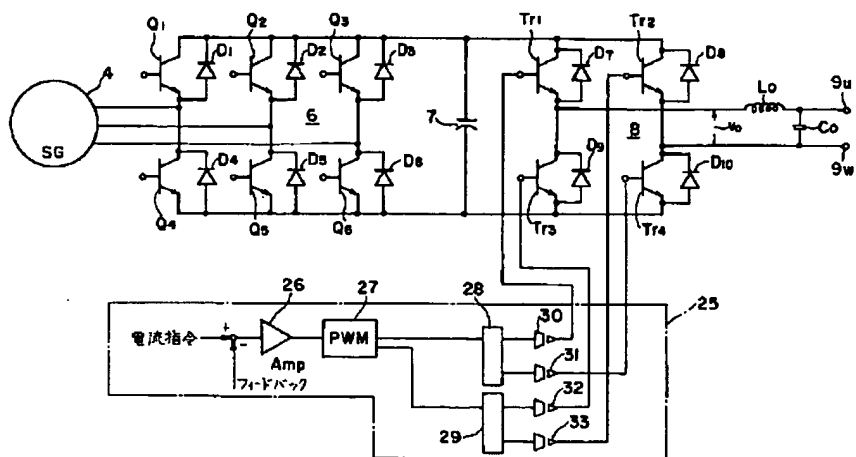 Q1
Q2
Q3
Tr1
Tr2
D1
D2
D3
D7
D8
4
SG
6
7
8
Lo
9u
Vo
Co
9w
D4
D5
D6
D9
D10
Q4
Q5
Q6
Tr3
Tr4
25
26
27
28
30
電流指令
+
-
Amp
PWM
31
フィードバック
32
29
33